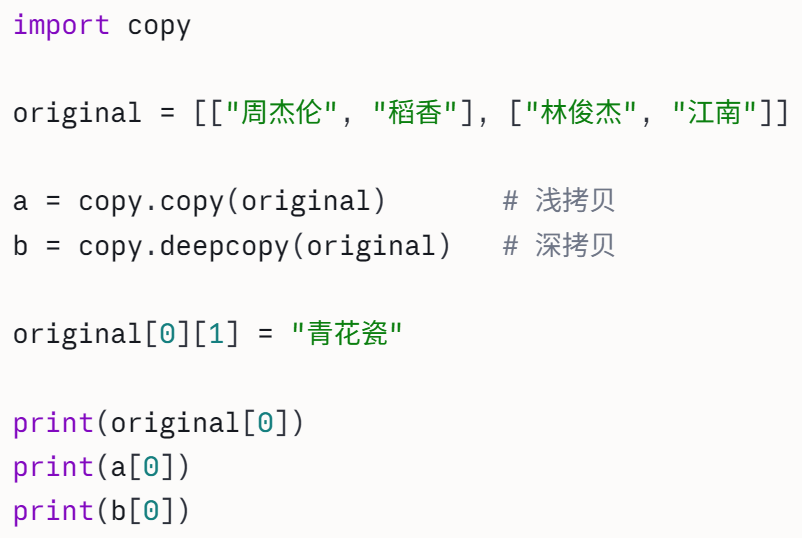 import copy
original = [["周杰伦", "稻香"], ["林俊杰", "江南"]]
a = copy.copy(original)       # 浅拷贝
b = copy.deepcopy(original)   # 深拷贝
original[0][1] = "青花瓷"
print(original[0])
print(a[0])
print(b[0])